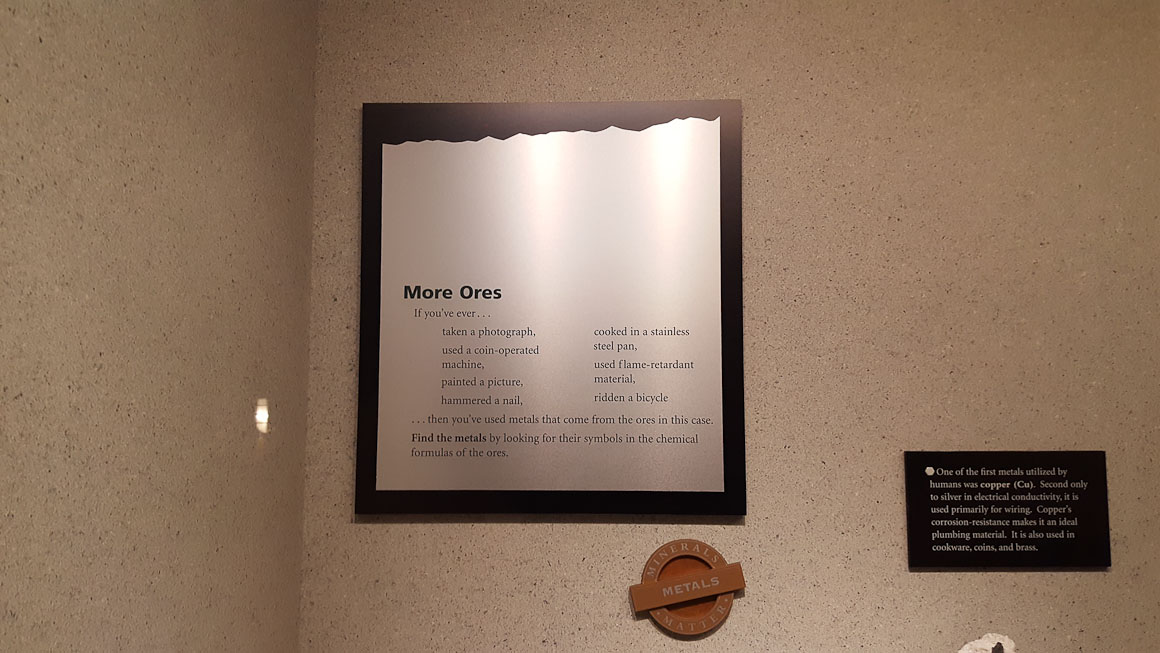 More Ores
If you've ever...
taken a photograph,
used a coin-operated
machine,
painted a picture,
hammered a nail,
cooked in a stainless
steel pan,
used flame-retardant
material,
ridden a bicycle
...then you've used metals that come from the ores in this case.
Find the metals by looking for their symbols in the chemical
formulas of the ores.
One of the first metals utilized by
humans was copper (Cu). Second only
to silver in electrical conductivity, it is
used primarily for wiring. Copper's
corrosion-resistance makes it an ideal
plumbing material. It is also used in
cookware, coins, and brass.
MINERALS
METALS
MATTER